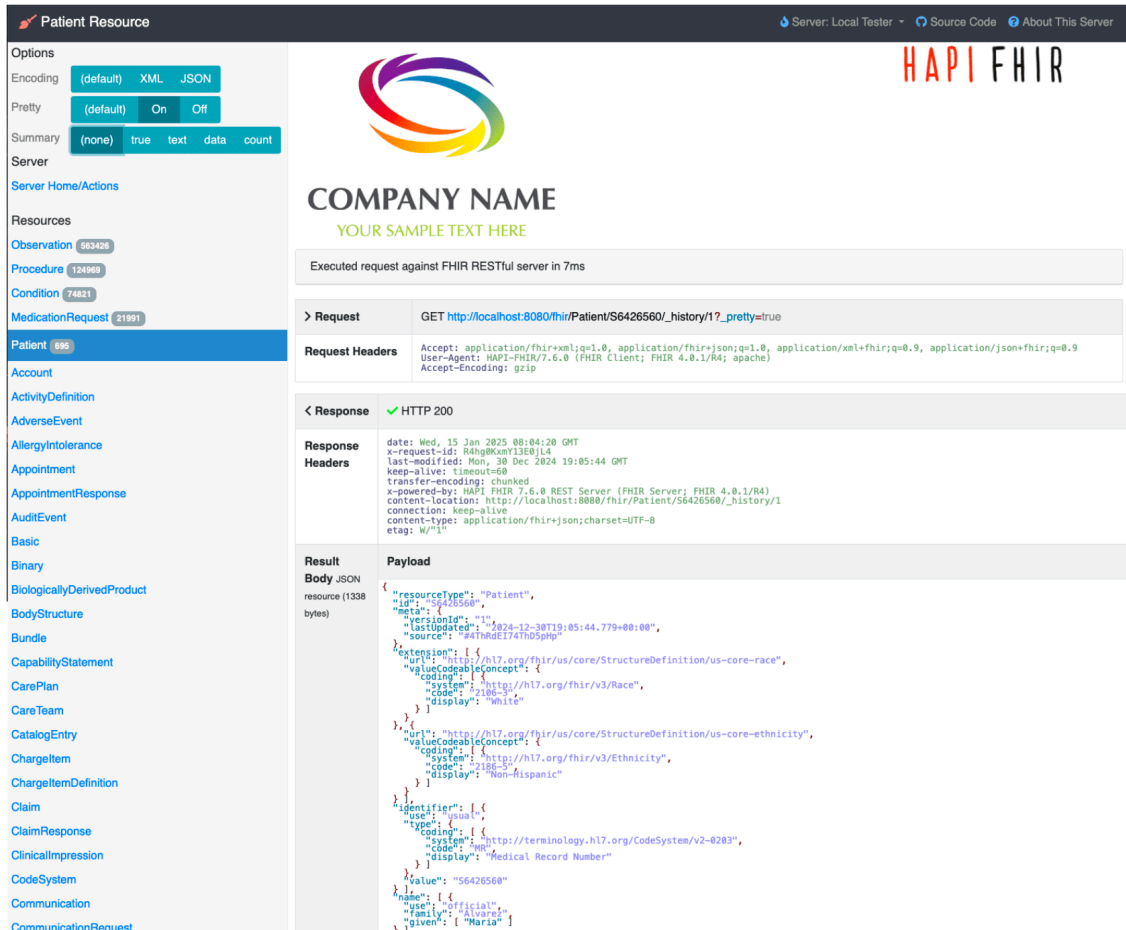 Patient Resource
Server: Local Tester
Source Code
About This Server
Options
Encoding (default) XML JSON
Pretty (default) On Off
Summary (none) true text data count
Server
Server Home/Actions
Resources
Observation 563426
Procedure 124969
Condition 74821
MedicationRequest 21991
Patient 695
Account
ActivityDefinition
AdverseEvent
AllergyIntolerance
Appointment
AppointmentResponse
AuditEvent
Basic
Binary
BiologicallyDerivedProduct
BodyStructure
Bundle
CapabilityStatement
CarePlan
CareTeam
CatalogEntry
ChargeItem
ChargeItemDefinition
Claim
ClaimResponse
ClinicalImpression
CodeSystem
Communication
CommunicationRequest
HAPI FHIR
COMPANY NAME
YOUR SAMPLE TEXT HERE
Executed request against FHIR RESTful server in 7ms
Request GET http://localhost:8080/fhir/Patient/S6426560/_history/1?_pretty=true
Request Headers
Accept: application/fhir+xml;q=1.0, application/fhir+json;q=1.0, application/xml+fhir;q=0.9, application/json+fhir;q=0.9
User-Agent: HAPI-FHIR/7.6.0 (FHIR Client; FHIR 4.0.1/R4; apache)
Accept-Encoding: gzip
Response HTTP 200
Response
Headers
date: Wed, 15 Jan 2025 08:04:20 GMT
x-request-id: R4hg0KxmY13E0jL4
last-modified: Mon, 30 Dec 2024 19:05:44 GMT
keep-alive: timeout=60
transfer-encoding: chunked
x-powered-by: HAPI FHIR 7.6.0 REST Server (FHIR Server; FHIR 4.0.1/R4)
content-location: http://localhost:8080/fhir/Patient/S6426560/_history/1
connection: keep-alive
content-type: application/fhir+json;charset=UTF-8
etag: W/"1"
Result
Body JSON
resource (1338
bytes)
Payload
{
"resourceType": "Patient",
"id": "S6426560",
"meta": {
"versionId": "1",
"lastUpdated": "2024-12-30T19:05:44.779+00:00",
"source": "#4ThRdEI74ThD5pHp"
},
"extension": [ {
"url": "http://hl7.org/fhir/us/core/StructureDefinition/us-core-race",
"valueCodeableConcept": {
"coding": [ {
"system": "http://hl7.org/fhir/v3/Race",
"code": "2106-3",
"display": "White"
} ]
}
}, {
"url": "http://hl7.org/fhir/us/core/StructureDefinition/us-core-ethnicity",
"valueCodeableConcept": {
"coding": [ {
"system": "http://hl7.org/fhir/v3/Ethnicity",
"code": "2186-5",
"display": "Non-Hispanic"
} ]
}
} ],
"identifier": [ {
"use": "usual",
"type": {
"coding": [ {
"system": "http://terminology.hl7.org/CodeSystem/v2-0203",
"code": "MR",
"display": "Medical Record Number"
} ]
},
"value": "S6426560"
} ],
"name": [ {
"use": "official",
"family": "Alvarez",
"given": [ "Maria" ]
} ]